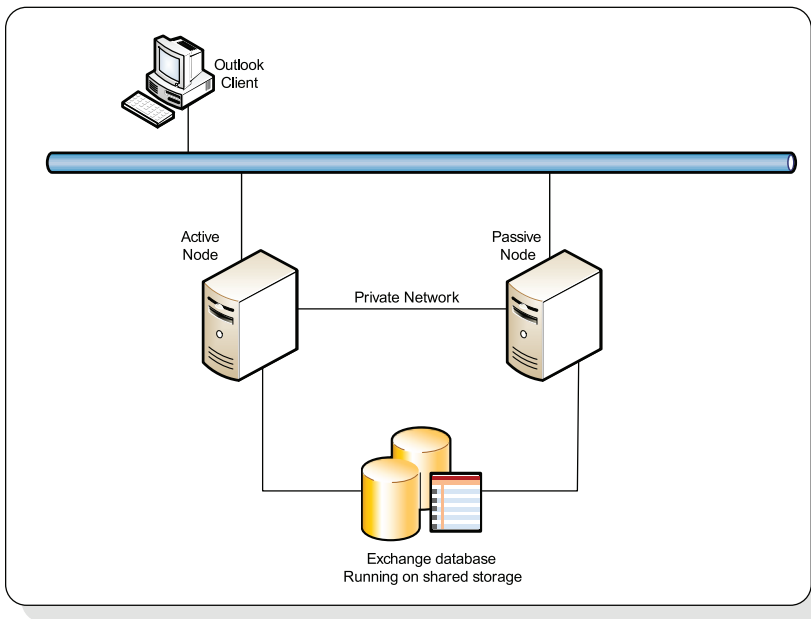 Outlook
Client
Active
Node
Passive
Node
Private Network
Exchange database
Running on shared storage